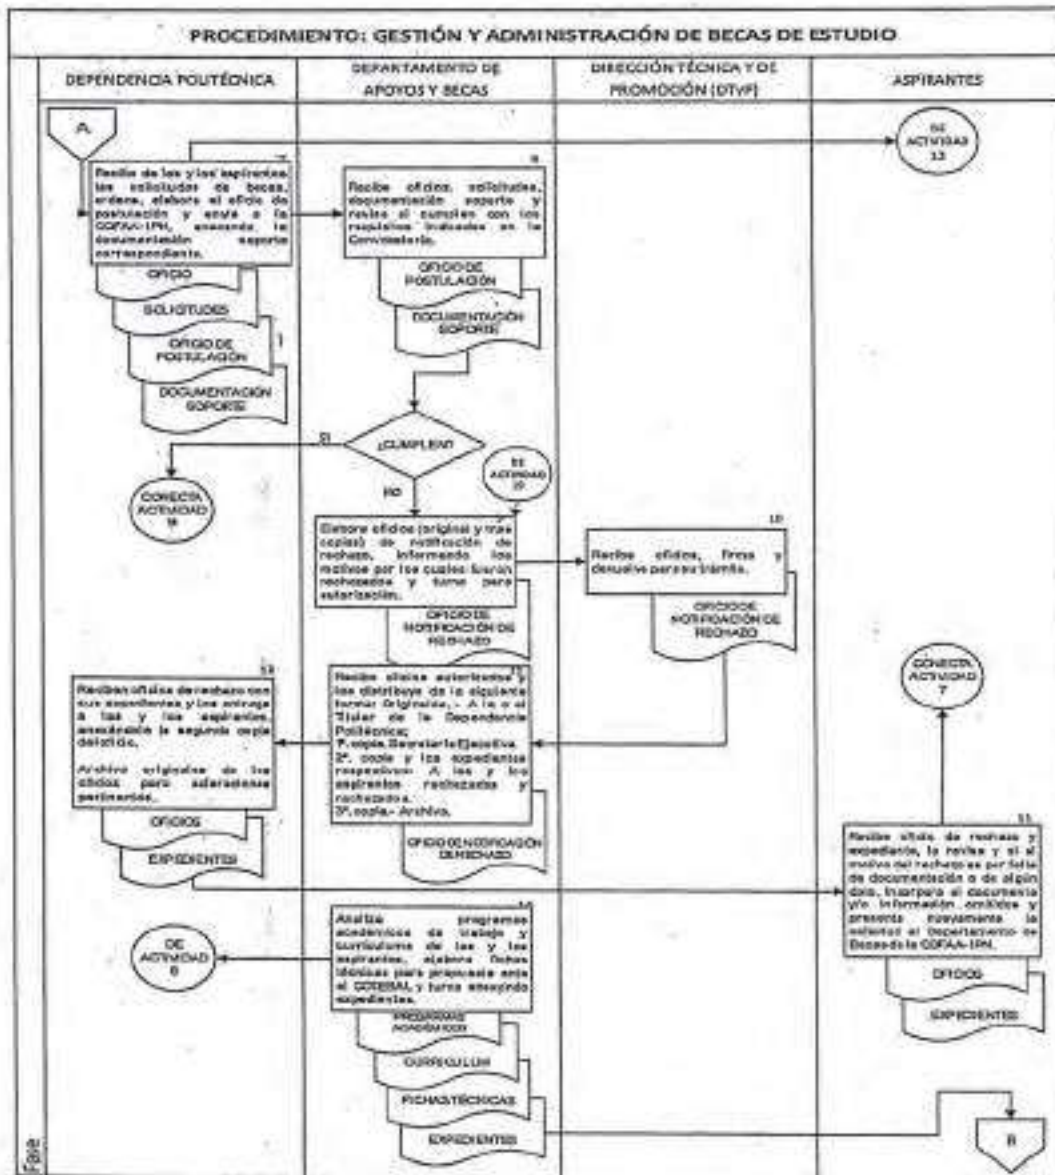 PROCEDIMIENTO: GESTIÓN Y ADMINISTRACIÓN DE BECAS DE ESTUDIO
DEPENDENCIA POLITÉCNICA
DEPARTAMENTO DE
APOYOS Y BECAS
DIRECCIÓN TÉCNICA Y DE
PROMOCIÓN (DTyP)
ASPIRANTES
A
DE
ACTIVIDAD
13
Recibe de las y los aspirantes
las solicitudes de becas,
ordena, elabora el oficio de
postulación y envía a la
COFAA-IPN, anexando la
documentación soporte
correspondiente.
OFICIO
SOLICITUDES
OFICIO DE
POSTULACIÓN
DOCUMENTACIÓN
SOPORTE
Recibe oficios, solicitudes,
documentación soporte y
revisa si cumplen con los
requisitos indicados en la
Convocatoria.
OFICIO DE
POSTULACIÓN
DOCUMENTACIÓN
SOPORTE
¿CUMPLEN?
SI
NO
CONECTA
ACTIVIDAD
DE
ACTIVIDAD
Elabora oficios (original y tres
copias) de notificación de
rechazo, informando los
motivos por los cuales fueron
rechazados y turna para
autorización.
OFICIO DE
NOTIFICACIÓN DE
RECHAZO
10
Recibe oficios, firma y
devuelve para su trámite.
OFICIO DE
NOTIFICACIÓN DE
RECHAZO
11
Recibe oficios autorizados y
los distribuye de la siguiente
forma: Originales.- A la o el
Titular de la Dependencia
Politécnica;
1ª. copia. Secretaría Ejecutiva
2ª. copia y los expedientes
respectivos- A las y los
aspirantes rechazadas y
rechazados.
3ª. copia.- Archivo.
OFICIO DE NOTIFICACIÓN
DE RECHAZO
12
Reciben oficios de rechazo con
sus expedientes y los entrega
a las y los aspirantes,
anexándole la segunda copia
del oficio.
Archiva originales de los
oficios para aclaraciones
pertinentes.
OFICIOS
EXPEDIENTES
CONECTA
ACTIVIDAD
7
Recibe oficio de rechazo y
expediente, lo revisa y si el
motivo del rechazo es por falta
de documentación o de algún
dato, incorpora el documento
y/o información omitidos y
presenta nuevamente la
solicitud al Departamento de
Becas de la COFAA-IPN.
OFICIOS
EXPEDIENTES
DE
ACTIVIDAD
8
Analiza programas
académicos de trabajo y
currículums de las y los
aspirantes, elabora fichas
técnicas para propuesta ante
el COTEBAL y turna anexando
expedientes.
PROGRAMAS
ACADÉMICOS
CURRICULUM
FICHAS TÉCNICAS
EXPEDIENTES
B
Fase